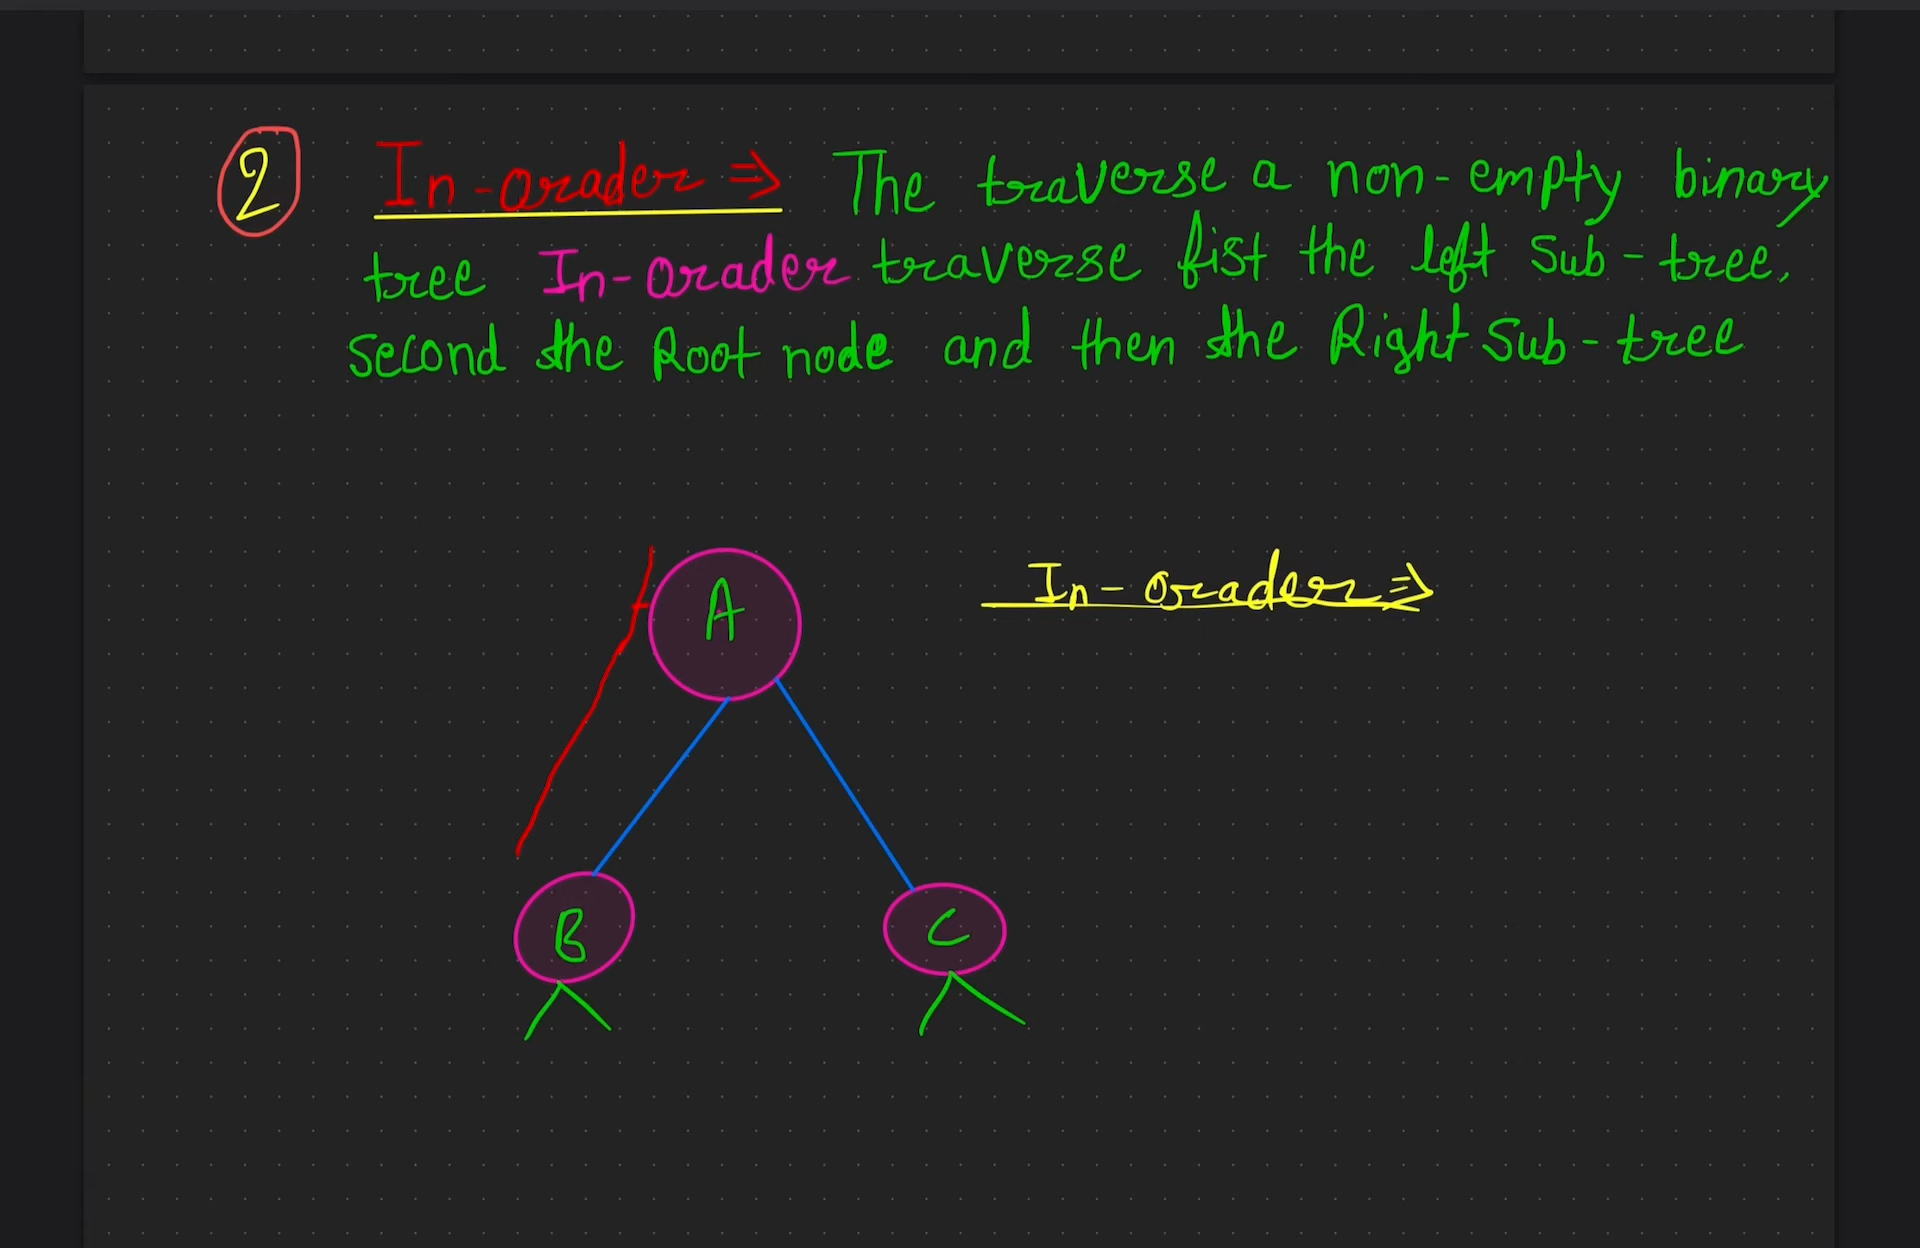 2 In-orader ⇒ The traverse a non-empty binary
tree In-orader traverse fist the left Sub-tree,
Second the Root node and then the Right Sub-tree
In-orader ⇒
A
B
C